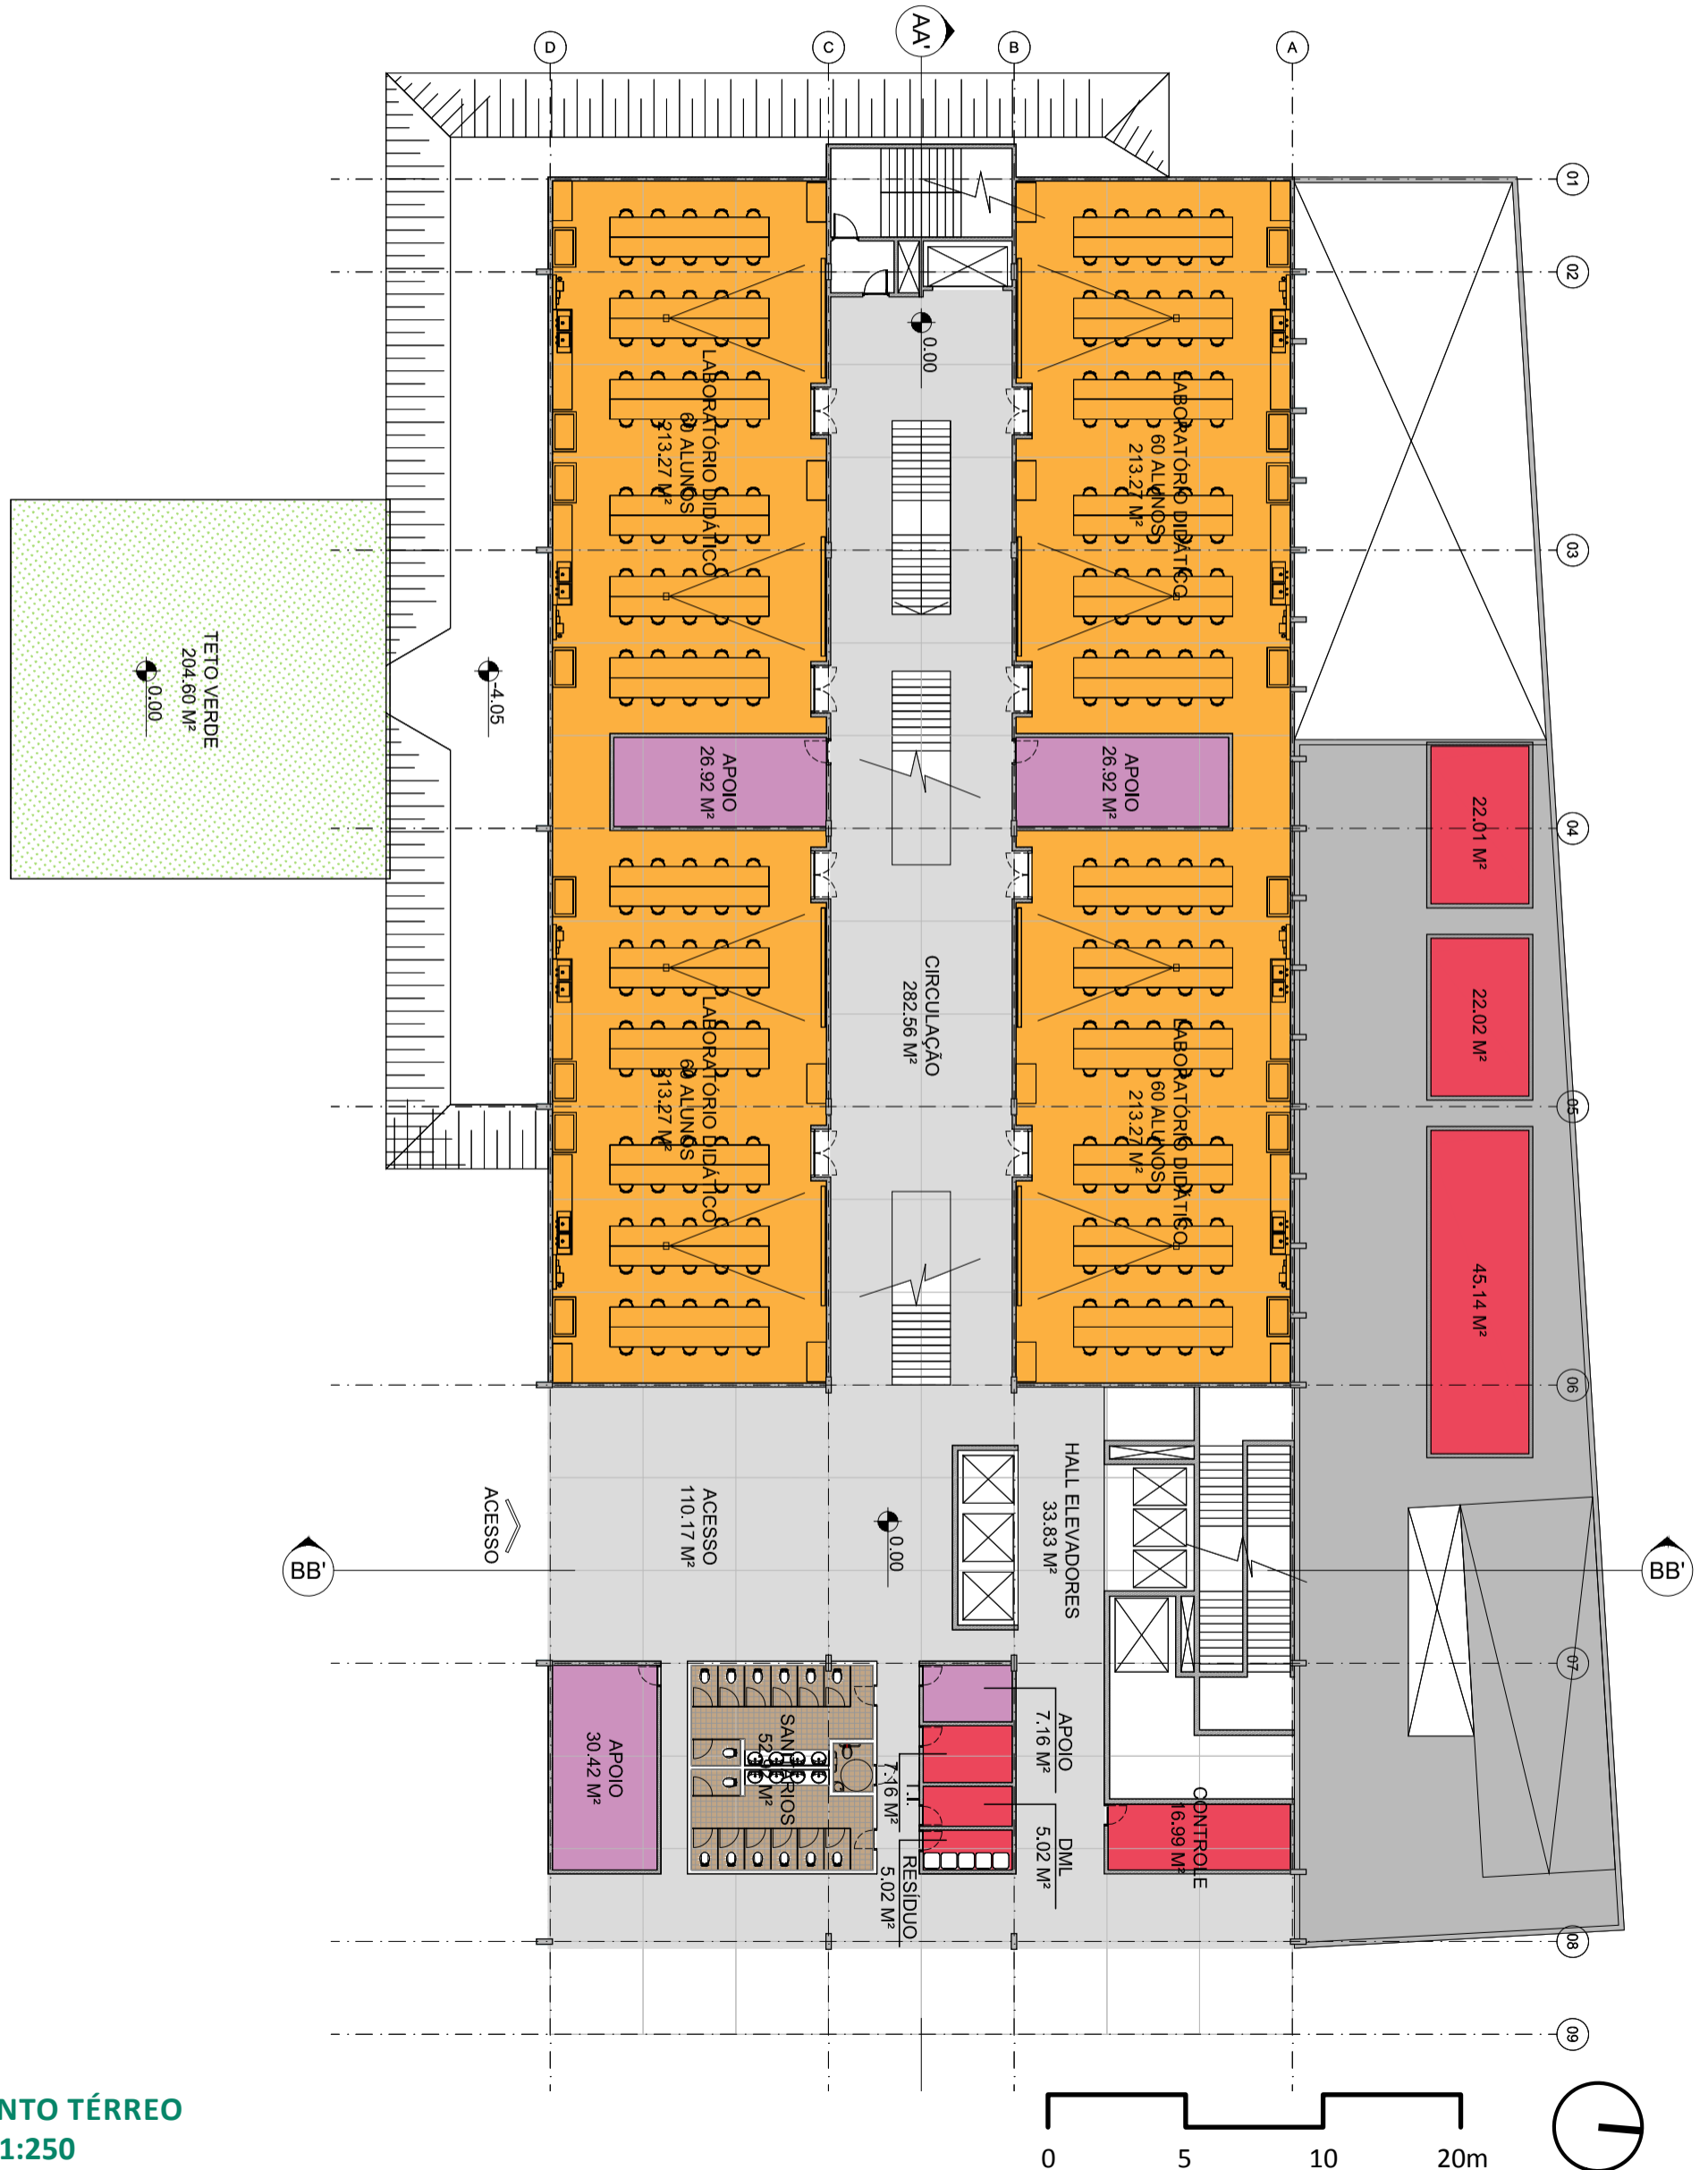 D
C
AA'
B
A
01
02
03
04
05
06
07
08
09
LABORATÓRIO DIDÁTICO
60 ALUNOS
213.27 M²
LABORATÓRIO DIDÁTICO
60 ALUNOS
213.27 M²
0.00
TETO VERDE
204.60 M²
0.00
-4.05
APOIO
26.92 M²
APOIO
26.92 M²
22.01 M²
22.02 M²
45.14 M²
CIRCULAÇÃO
282.56 M²
LABORATÓRIO DIDÁTICO
60 ALUNOS
213.27 M²
LABORATÓRIO DIDÁTICO
60 ALUNOS
213.27 M²
ACESSO
ACESSO
110.17 M²
0.00
HALL ELEVADORES
33.83 M²
BB'
BB'
APOIO
30.42 M²
SANITÁRIOS
APOIO
7.16 M²
T.I.
7.16 M²
DML
5.02 M²
RESÍDUO
5.02 M²
CONTROLE
16.99 M²
NTO TÉRREO
1:250
0 5 10 20m